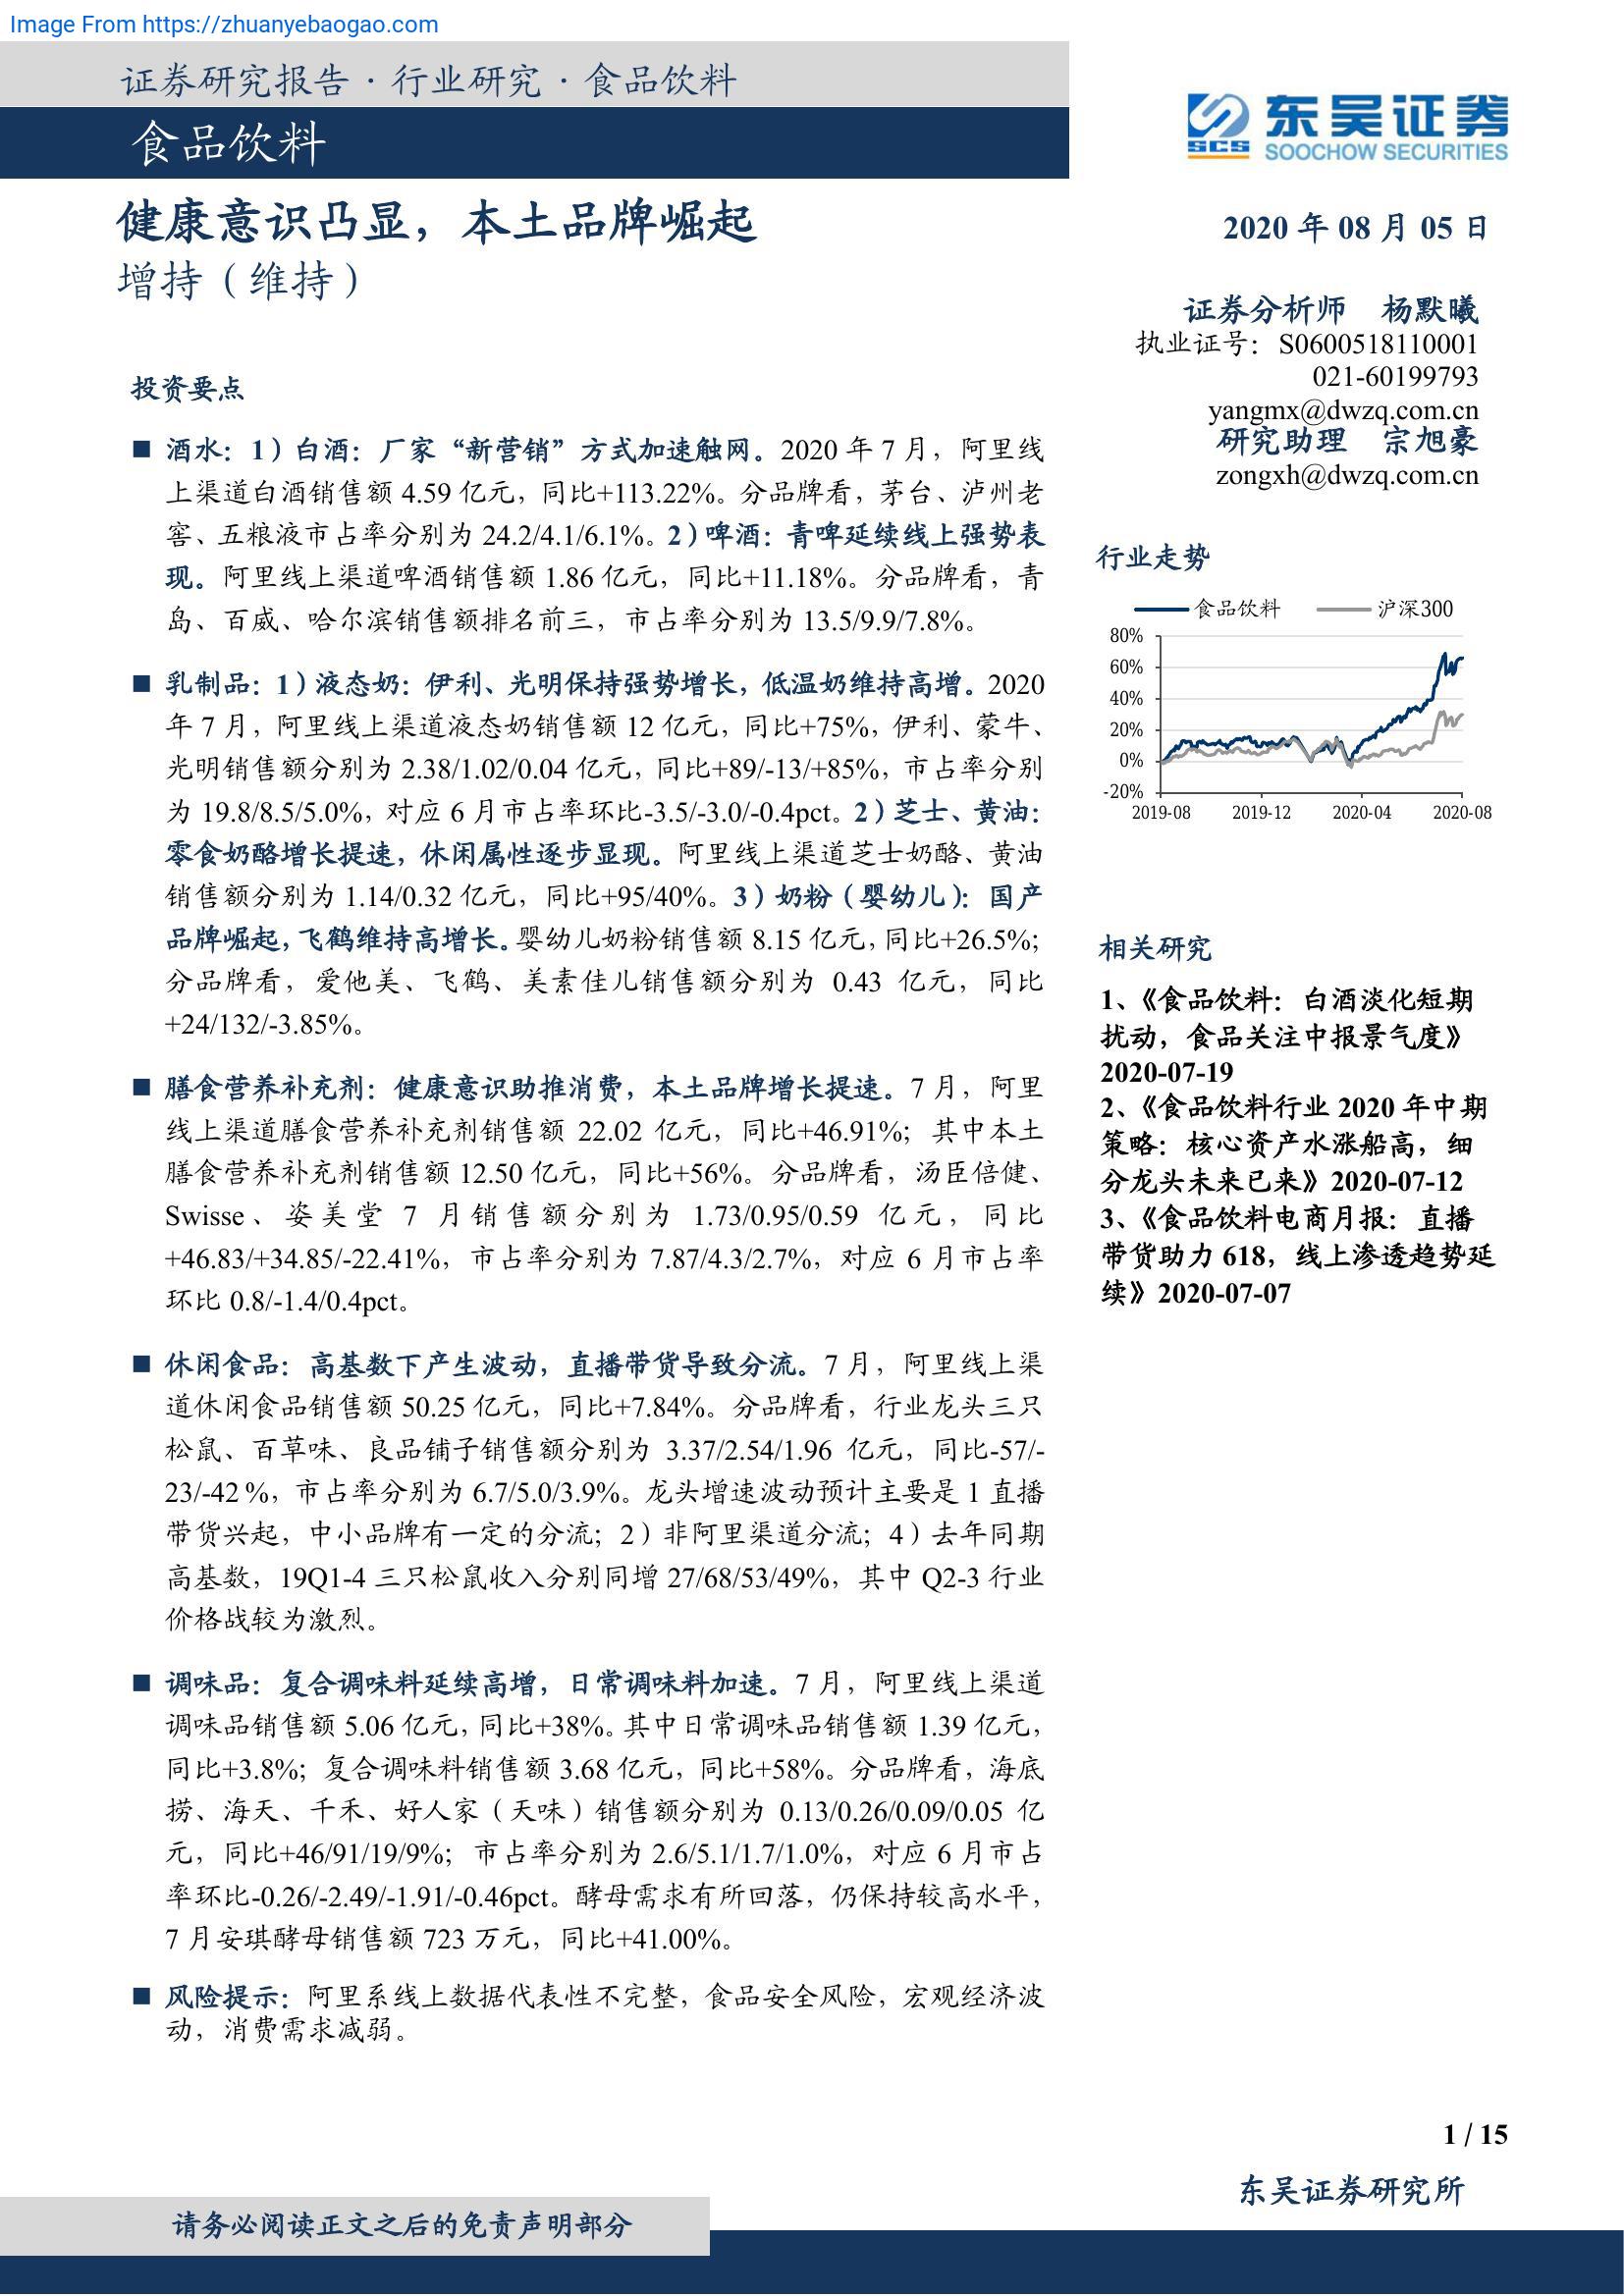 Image From https://zhuanyebaogao.com
证券研究报告 · 行业研究 · 食品饮料
食品饮料
健康意识凸显，本土品牌崛起
增持（维持）
投资要点
■ 酒水：1）白酒：厂家“新营销”方式加速触网。2020 年 7 月，阿里线
上渠道白酒销售额 4.59 亿元，同比+113.22%。分品牌看，茅台、泸州老
窖、五粮液市占率分别为 24.2/4.1/6.1%。2）啤酒：青啤延续线上强势表
现。阿里线上渠道啤酒销售额 1.86 亿元，同比+11.18%。分品牌看，青
岛、百威、哈尔滨销售额排名前三，市占率分别为 13.5/9.9/7.8%。
■ 乳制品：1）液态奶：伊利、光明保持强势增长，低温奶维持高增。2020
年 7 月，阿里线上渠道液态奶销售额 12 亿元，同比+75%，伊利、蒙牛、
光明销售额分别为 2.38/1.02/0.04 亿元，同比+89/-13/+85%，市占率分别
为 19.8/8.5/5.0%，对应 6 月市占率环比-3.5/-3.0/-0.4pct。2）芝士、黄油：
零食奶酪增长提速，休闲属性逐步显现。阿里线上渠道芝士奶酪、黄油
销售额分别为 1.14/0.32 亿元，同比+95/40%。3）奶粉（婴幼儿）：国产
品牌崛起，飞鹤维持高增长。婴幼儿奶粉销售额 8.15 亿元，同比+26.5%；
分品牌看，爱他美、飞鹤、美素佳儿销售额分别为 0.43 亿元，同比
+24/132/-3.85%。
■ 膳食营养补充剂：健康意识助推消费，本土品牌增长提速。7 月，阿里
线上渠道膳食营养补充剂销售额 22.02 亿元，同比+46.91%；其中本土
膳食营养补充剂销售额 12.50 亿元，同比+56%。分品牌看，汤臣倍健、
Swisse、姿美堂 7 月销售额分别为 1.73/0.95/0.59 亿元，同比
+46.83/+34.85/-22.41%，市占率分别为 7.87/4.3/2.7%，对应 6 月市占率
环比 0.8/-1.4/0.4pct。
■ 休闲食品：高基数下产生波动，直播带货导致分流。7 月，阿里线上渠
道休闲食品销售额 50.25 亿元，同比+7.84%。分品牌看，行业龙头三只
松鼠、百草味、良品铺子销售额分别为 3.37/2.54/1.96 亿元，同比-57/-
23/-42 %，市占率分别为 6.7/5.0/3.9%。龙头增速波动预计主要是 1 直播
带货兴起，中小品牌有一定的分流；2）非阿里渠道分流；4）去年同期
高基数，19Q1-4 三只松鼠收入分别同增 27/68/53/49%，其中 Q2-3 行业
价格战较为激烈。
■ 调味品：复合调味料延续高增，日常调味料加速。7 月，阿里线上渠道
调味品销售额 5.06 亿元，同比+38%。其中日常调味品销售额 1.39 亿元，
同比+3.8%；复合调味料销售额 3.68 亿元，同比+58%。分品牌看，海底
捞、海天、千禾、好人家（天味）销售额分别为 0.13/0.26/0.09/0.05 亿
元，同比+46/91/19/9%；市占率分别为 2.6/5.1/1.7/1.0%，对应 6 月市占
率环比-0.26/-2.49/-1.91/-0.46pct。酵母需求有所回落，仍保持较高水平，
7 月安琪酵母销售额 723 万元，同比+41.00%。
■ 风险提示：阿里系线上数据代表性不完整，食品安全风险，宏观经济波
动，消费需求减弱。
SCS 东吴证券
SOOCHOW SECURITIES
2020 年 08 月 05 日
证券分析师 杨默曦
执业证号：S0600518110001
021-60199793
yangmx@dwzq.com.cn
研究助理 宗旭豪
zongxh@dwzq.com.cn
行业走势
食品饮料 沪深300
80%
60%
40%
20%
0%
-20%
2019-08 2019-12 2020-04 2020-08
相关研究
1、《食品饮料：白酒淡化短期
扰动，食品关注中报景气度》
2020-07-19
2、《食品饮料行业 2020 年中期
策略：核心资产水涨船高，细
分龙头未来已来》2020-07-12
3、《食品饮料电商月报：直播
带货助力 618，线上渗透趋势延
续》2020-07-07
1 / 15
东吴证券研究所
请务必阅读正文之后的免责声明部分